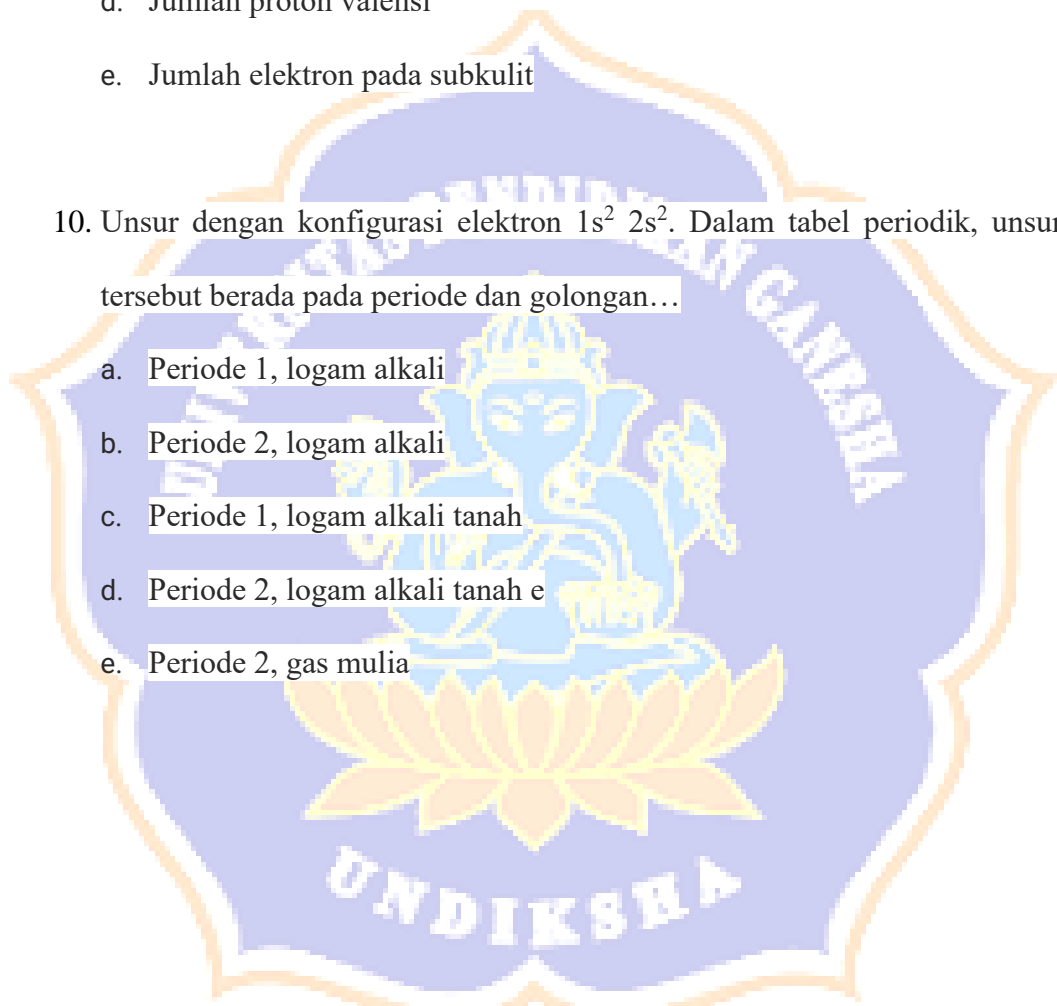 d. Jumlah proton valensi
e. Jumlah elektron pada subkulit
10. Unsur dengan konfigurasi elektron 1s² 2s². Dalam tabel periodik, unsur
tersebut berada pada periode dan golongan…
a. Periode 1, logam alkali
b. Periode 2, logam alkali
c. Periode 1, logam alkali tanah
d. Periode 2, logam alkali tanah e
e. Periode 2, gas mulia
UNDIKSHA